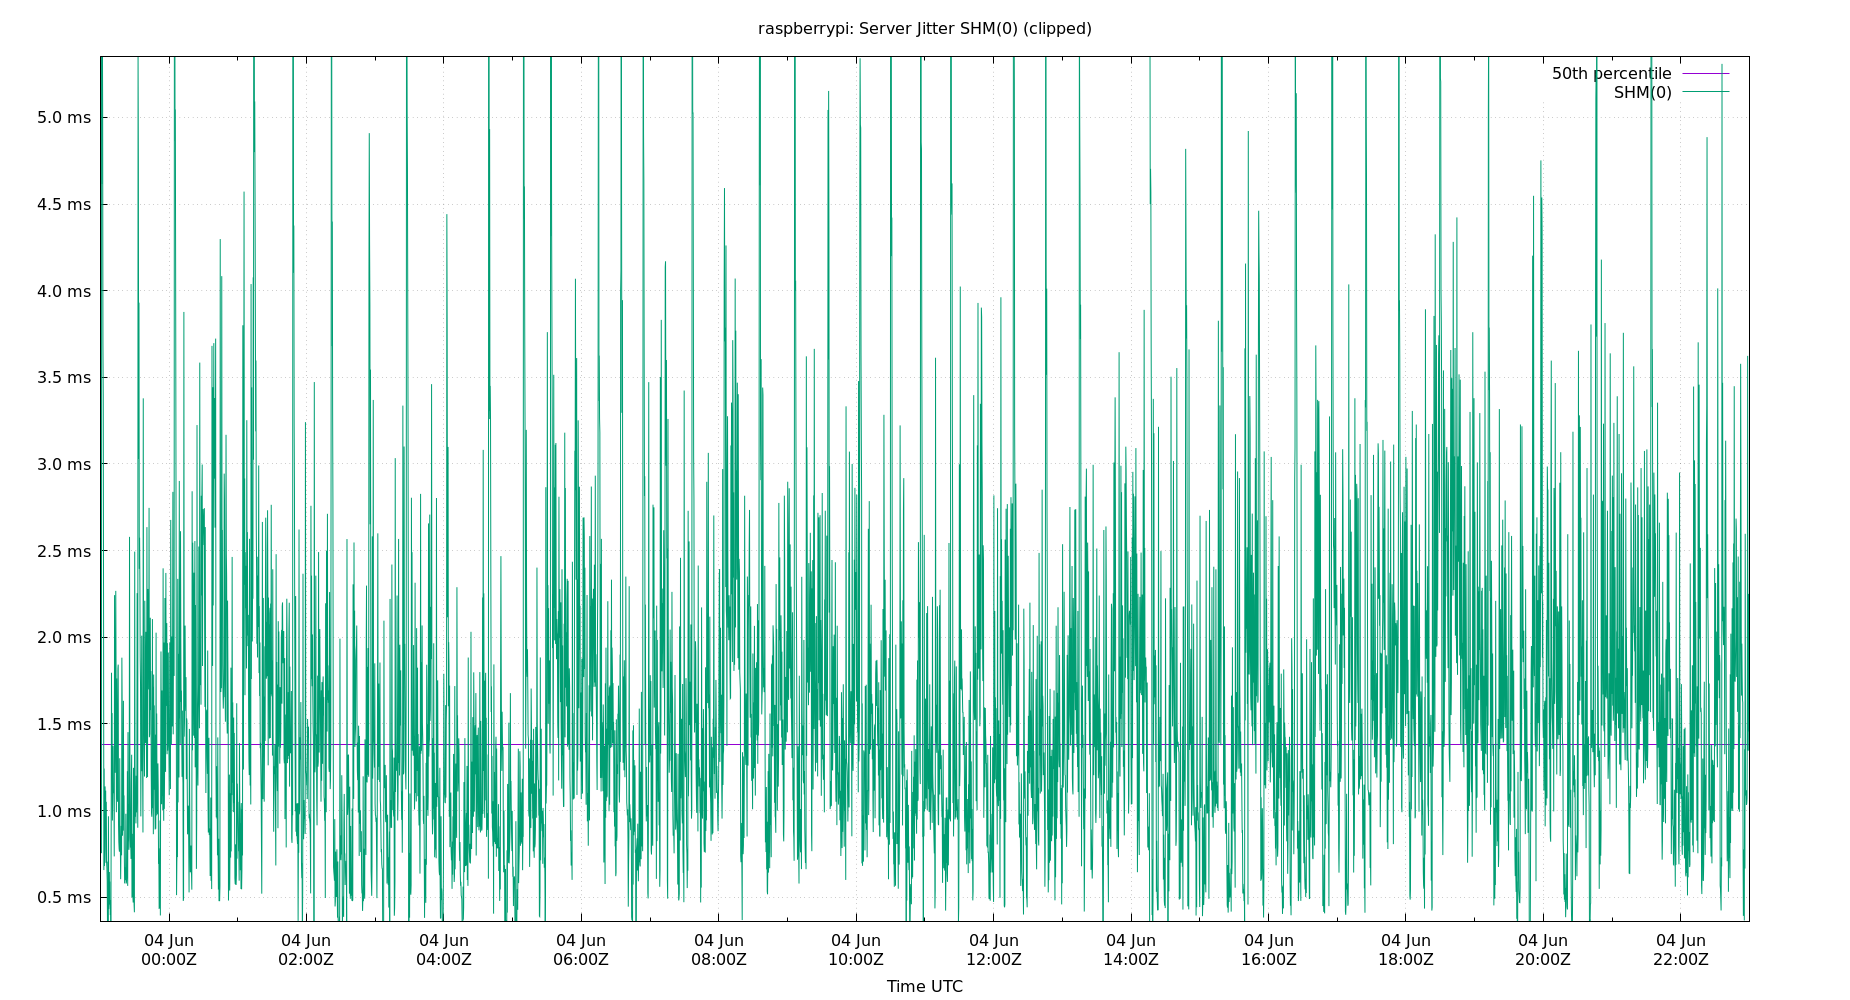 raspberrypi: Server Jitter SHM(0) (clipped)
50th percentile
SHM(0)
5.0 ms
4.5 ms
4.0 ms
3.5 ms
3.0 ms
2.5 ms
2.0 ms
1.5 ms
1.0 ms
0.5 ms
04 Jun 04 Jun 04 Jun 04 Jun 04 Jun 04 Jun 04 Jun 04 Jun 04 Jun 04 Jun 04 Jun 04 Jun
00:00Z 02:00Z 04:00Z 06:00Z 08:00Z 10:00Z 12:00Z 14:00Z 16:00Z 18:00Z 20:00Z 22:00Z
Time UTC